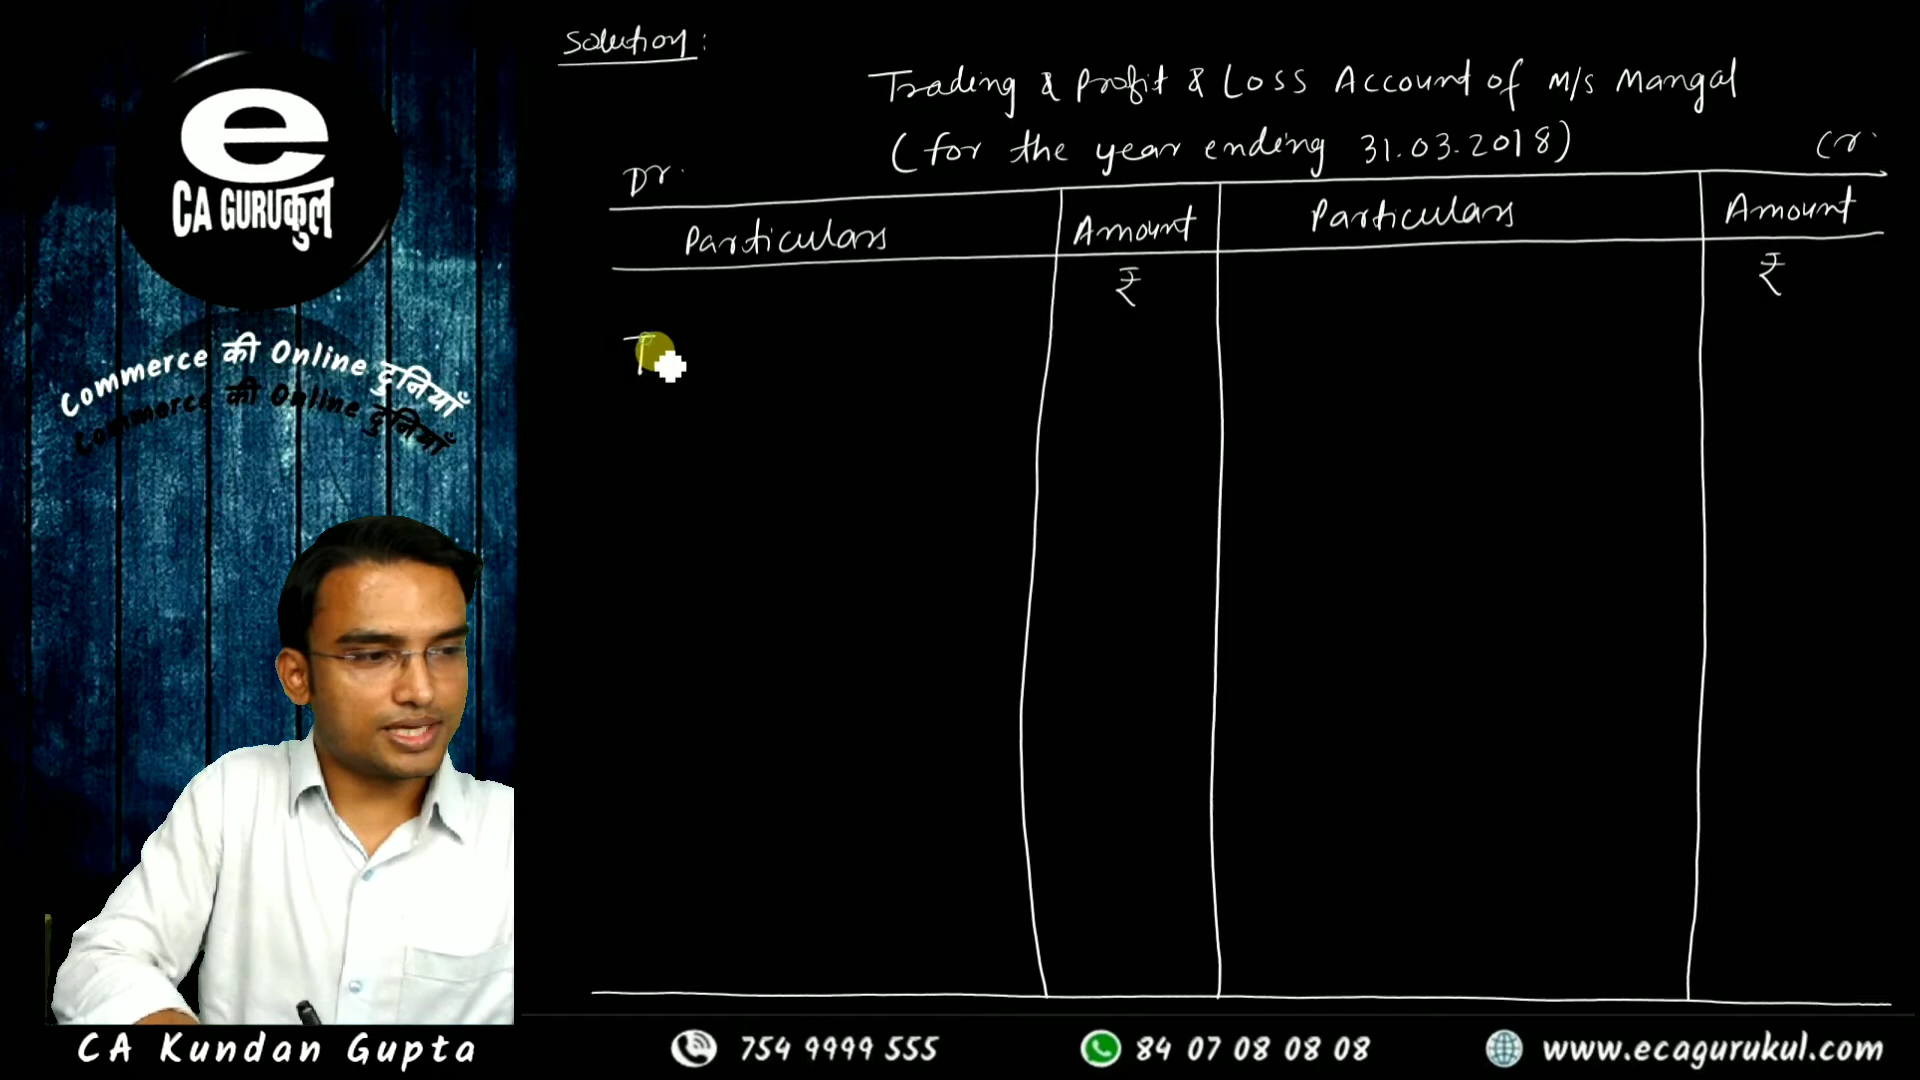 e
CA GURUकुल
Commerce की Online दुनियाँ
Commerce की Online दुनियाँ
Solution:
Trading & Profit & Loss Account of M/s Mangal
(for the year ending 31.03.2018)
Dr.
Cr.
Particulars Amount Particulars Amount
₹ ₹
T
CA Kundan Gupta
754 9999 555
84 07 08 08 08
www.ecagurukul.com